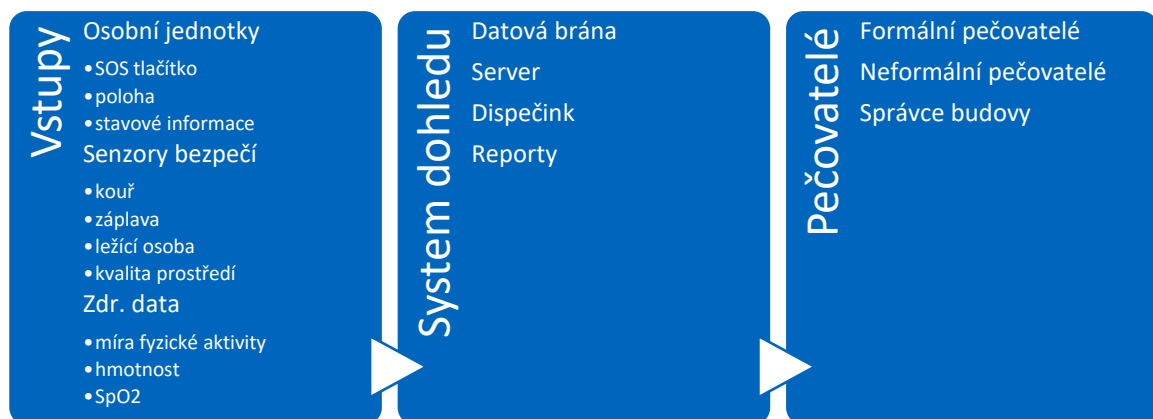 Vstupy
Osobní jednotky
•SOS tlačítko
•poloha
•stavové informace
Senzory bezpečí
•kouř
•záplava
•ležící osoba
•kvalita prostředí
Zdr. data
•míra fyzické aktivity
•hmotnost
•SpO2
System dohledu
Datová brána
Server
Dispečink
Reporty
Pečovatelé
Formální pečovatelé
Neformální pečovatelé
Správce budovy